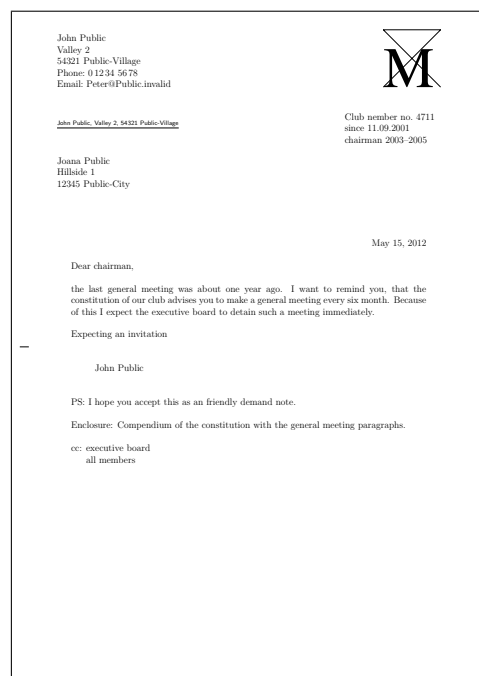 John Public
Valley 2
54321 Public-Village
Phone: 0 12 34 56 78
Email: Peter@Public.invalid
M
John Public, Valley 2, 54321 Public-Village
Club nember no. 4711
since 11.09.2001
chairman 2003–2005
Joana Public
Hillside 1
12345 Public-City
May 15, 2012
Dear chairman,
the last general meeting was about one year ago. I want to remind you, that the
constitution of our club advises you to make a general meeting every six month. Because
of this I expect the executive board to detain such a meeting immediately.
Expecting an invitation
John Public
PS: I hope you accept this as an friendly demand note.
Enclosure: Compendium of the constitution with the general meeting paragraphs.
cc: executive board
all members